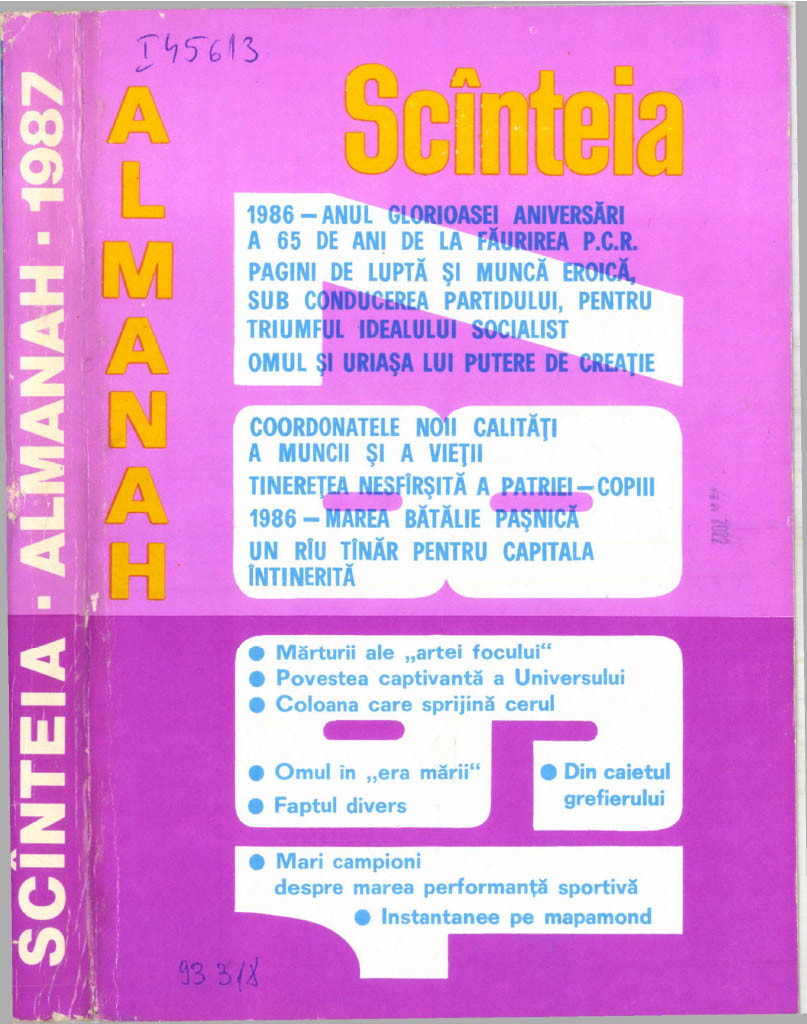 I 45613
SCÎNTEIA · ALMANAH · 1987
ALMANAH
Scînteia
1986 — ANUL GLORIOASEI ANIVERSĂRI
A 65 DE ANI DE LA FĂURIREA P.C.R.
PAGINI DE LUPTĂ ŞI MUNCĂ EROICĂ,
SUB CONDUCEREA PARTIDULUI, PENTRU
TRIUMFUL IDEALULUI SOCIALIST
OMUL ŞI URIAŞA LUI PUTERE DE CREAŢIE
COORDONATELE NOII CALITĂŢI
A MUNCII ŞI A VIEŢII
TINEREŢEA NESFÎRŞITĂ A PATRIEI — COPIII
1986 — MAREA BĂTĂLIE PAŞNICĂ
UN RÎU TÎNĂR PENTRU CAPITALA
ÎNTINERITĂ
● Mărturii ale „artei focului“
● Povestea captivantă a Universului
● Coloana care sprijină cerul
● Omul în „era mării“
● Faptul divers
● Din caietul
grefierului
● Mari campioni
despre marea performanţă sportivă
● Instantanee pe mapamond
1987